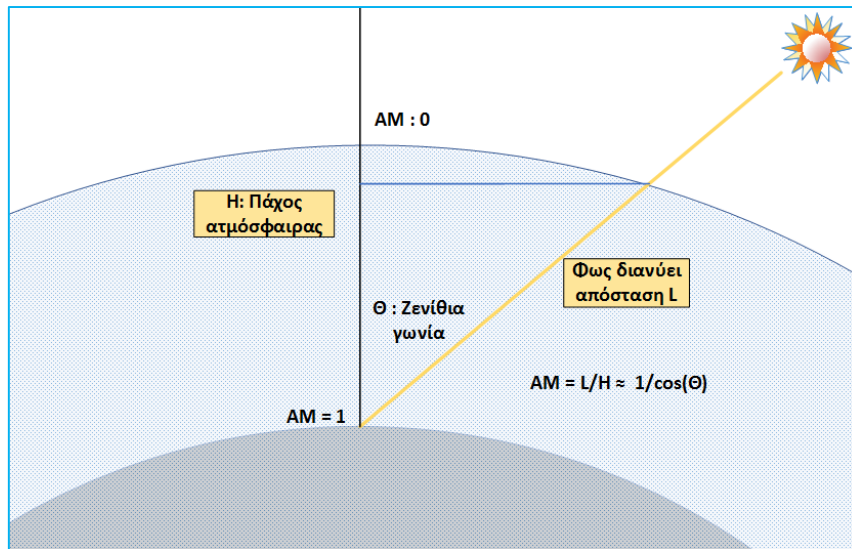 AM : 0
H: Πάχος
ατμόσφαιρας
Φως διανύει
απόσταση L
Θ : Ζενίθια
γωνία
AM = L/H ≈ 1/cos(Θ)
AM = 1